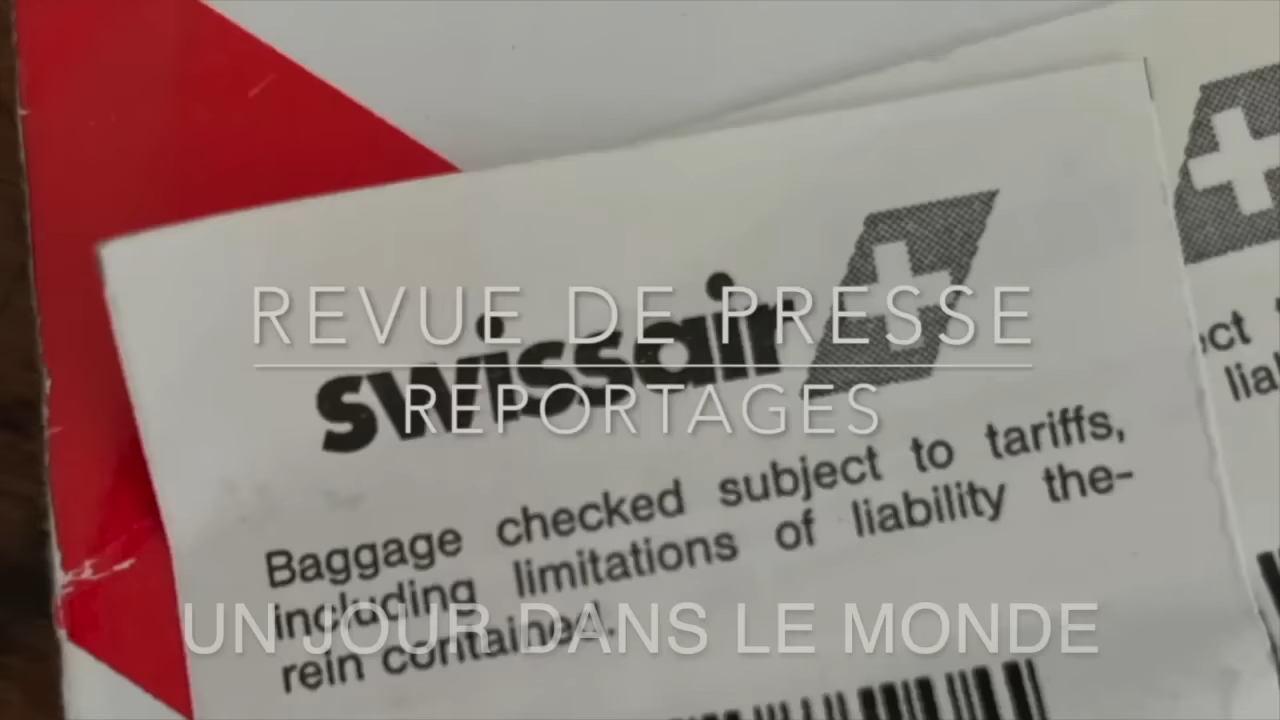 REVUE DE PRESSE
swissair
REPORTAGES
Baggage checked subject to tariffs,
including limitations of liability the-
rein contained.
UN JOUR DANS LE MONDE
ct
lia